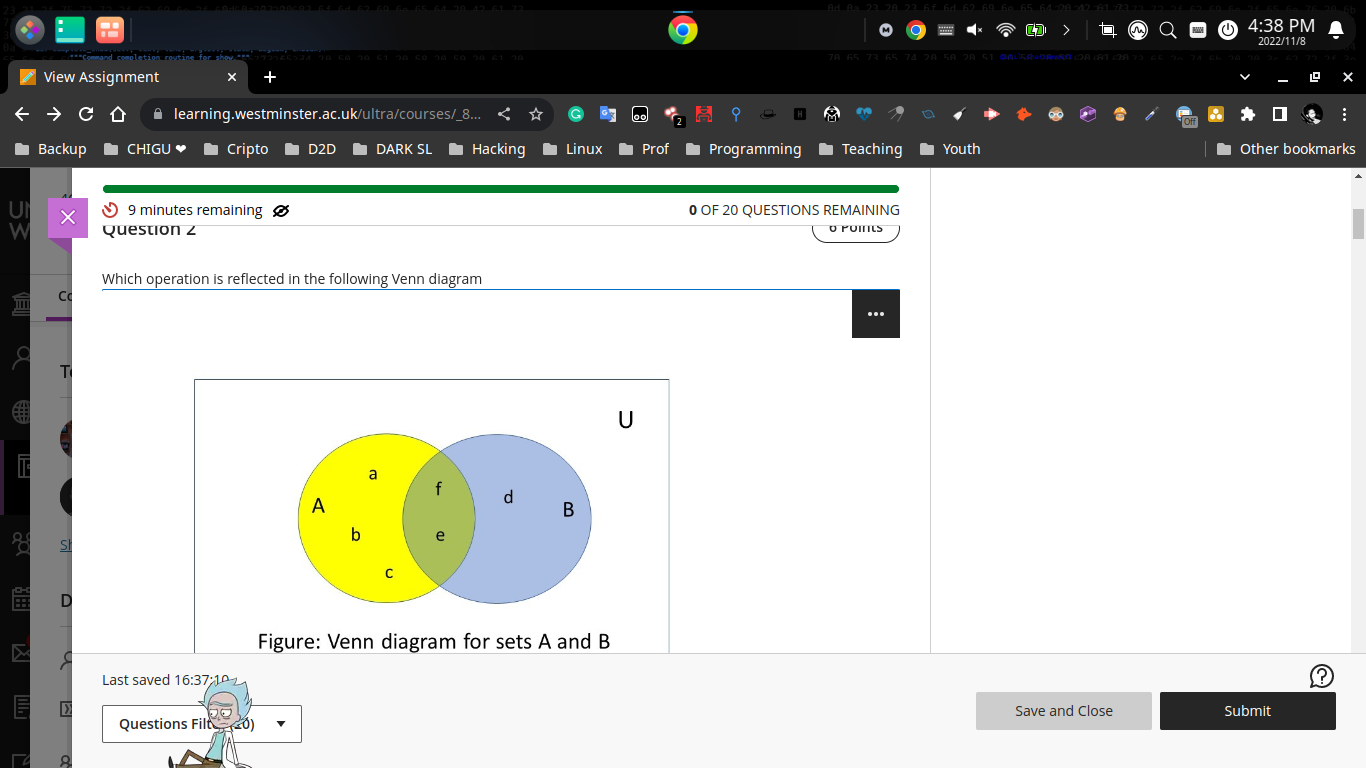 4:38 PM
2022/11/8
View Assignment
learning.westminster.ac.uk/ultra/courses/_8...
2
Off
Backup
CHIGU ❤
Cripto
D2D
DARK SL
Hacking
Linux
Prof
Programming
Teaching
Youth
Other bookmarks
9 minutes remaining
0 OF 20 QUESTIONS REMAINING
Question 2
6 Points
Which operation is reflected in the following Venn diagram
U
a
f
d
A
B
b
e
c
Figure: Venn diagram for sets A and B
Last saved 16:37:10
Questions Filter (20)
Save and Close
Submit